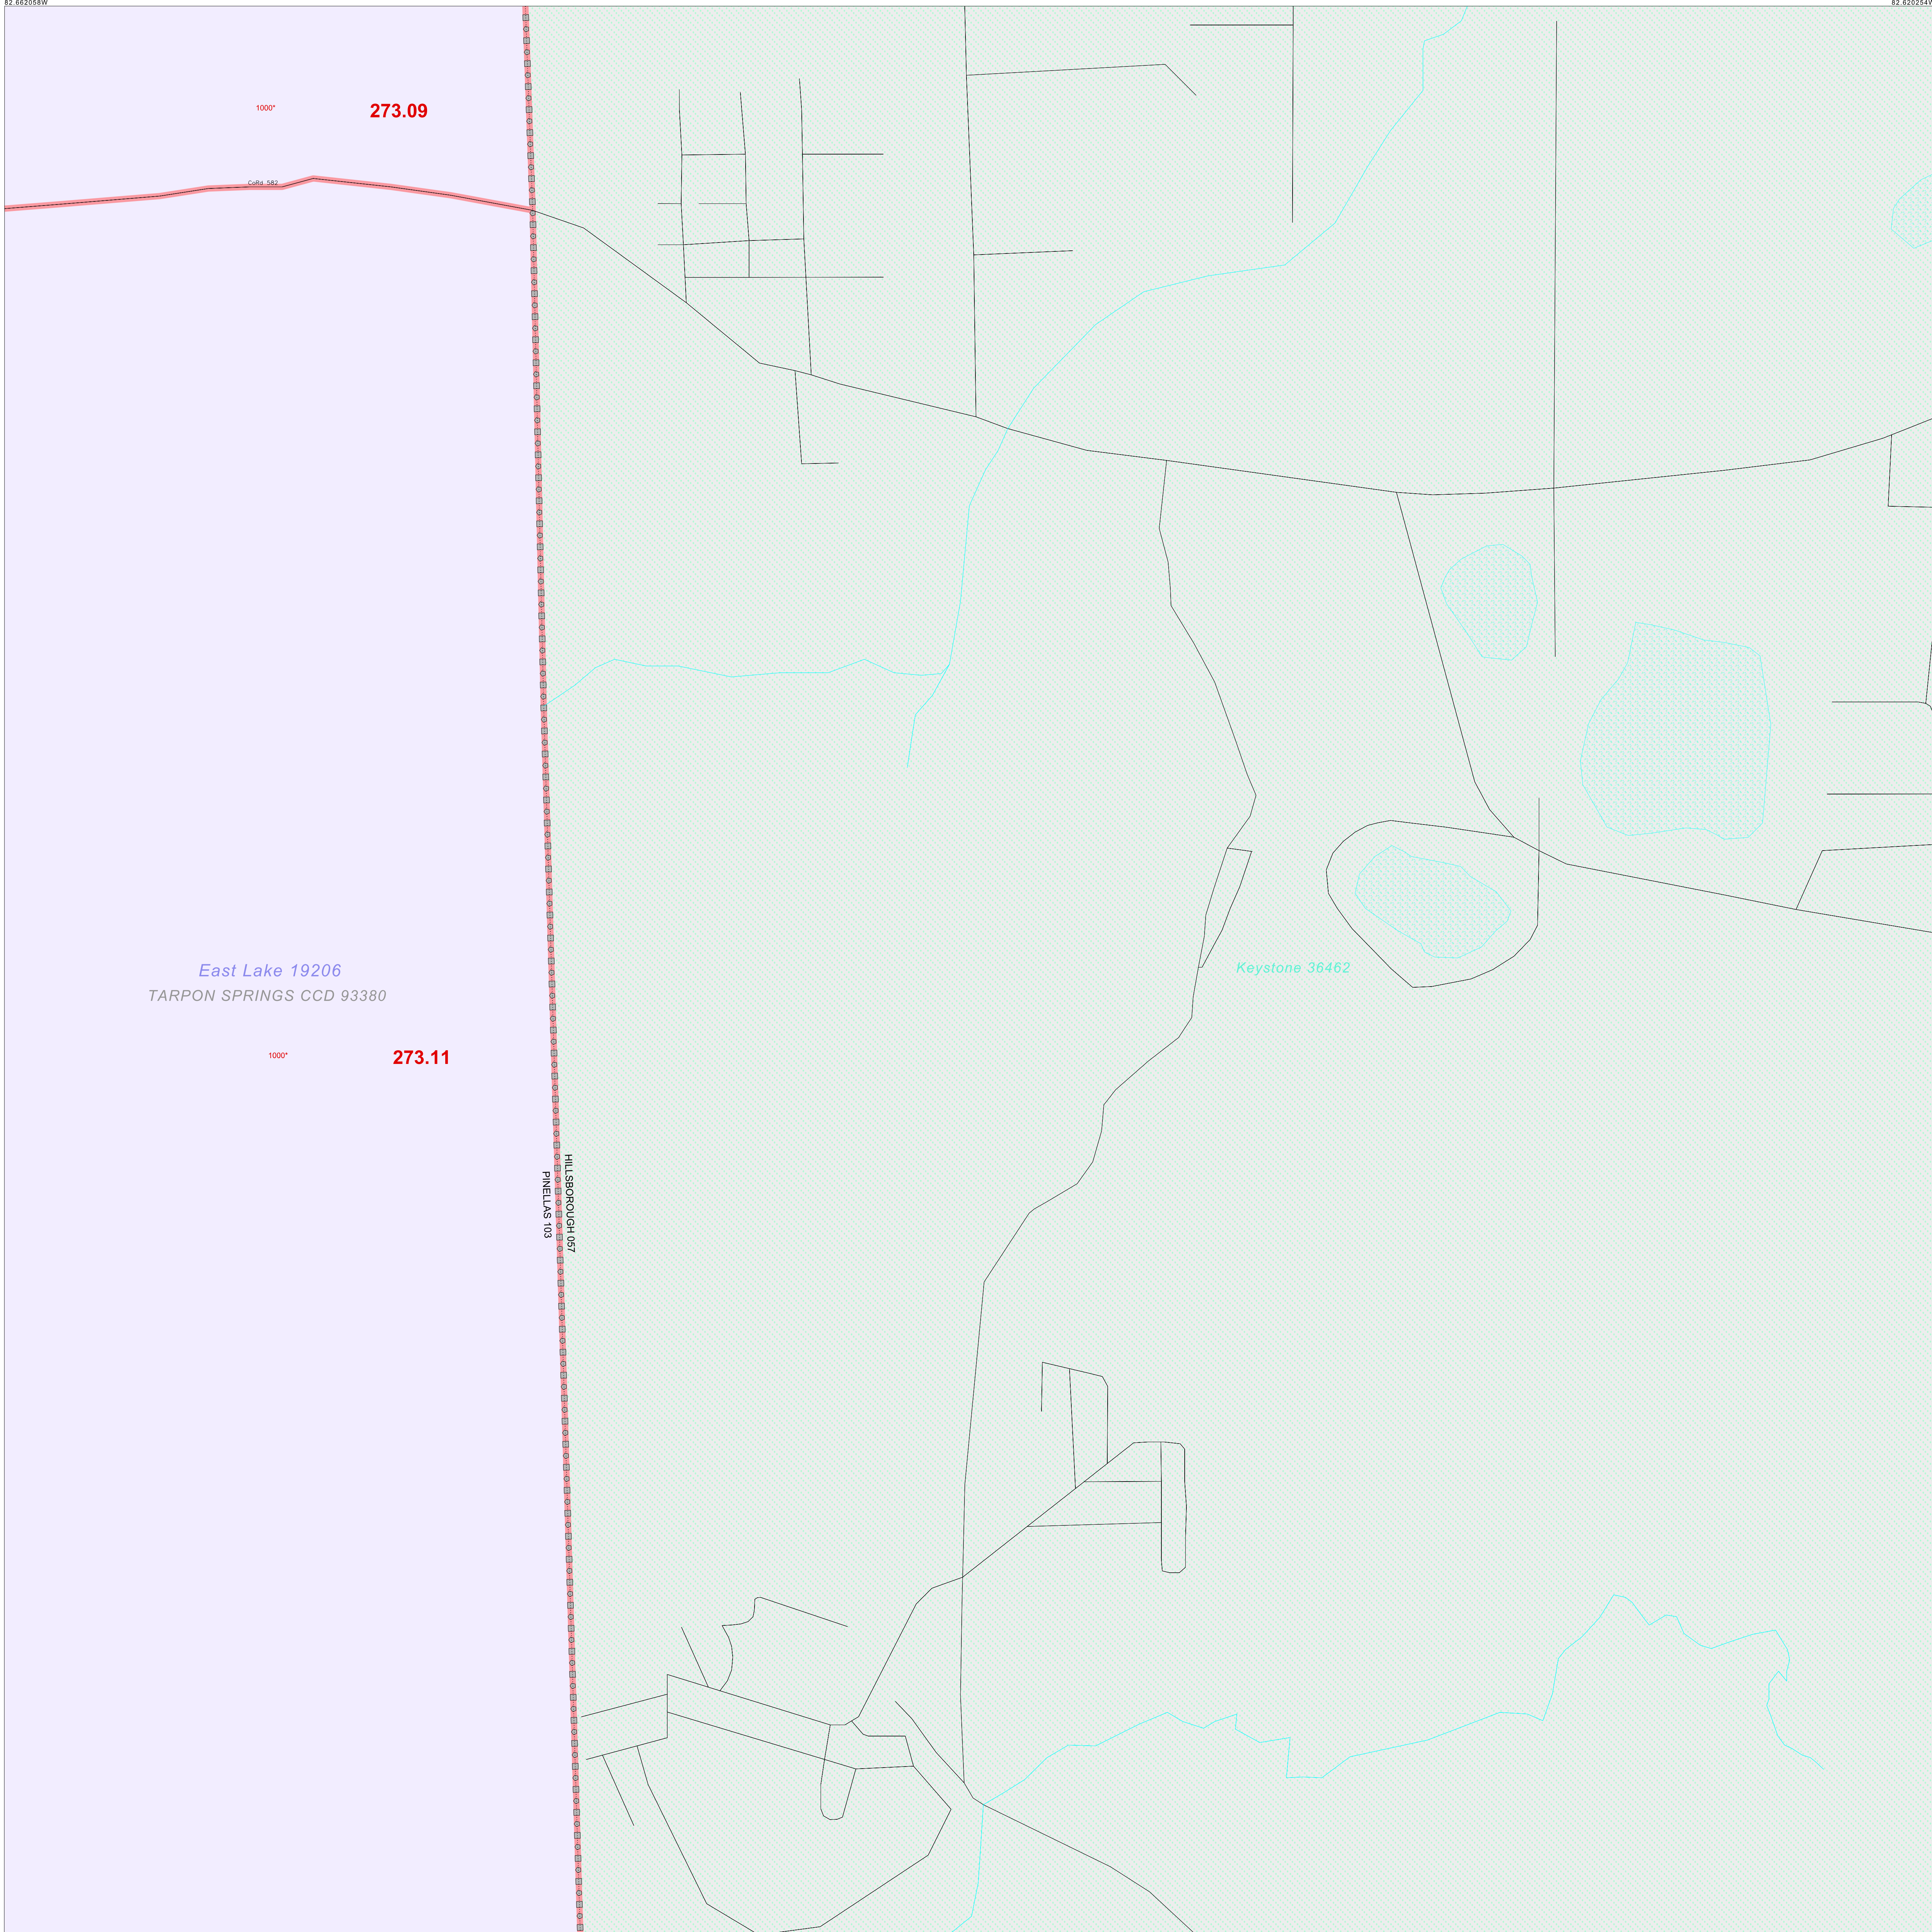 82.662058W
82.620254W
1000*
273.09
CoRd 582
East Lake 19206
TARPON SPRINGS CCD 93380
Keystone 36462
1000*
273.11
HILLSBOROUGH 057
PINELLAS 103